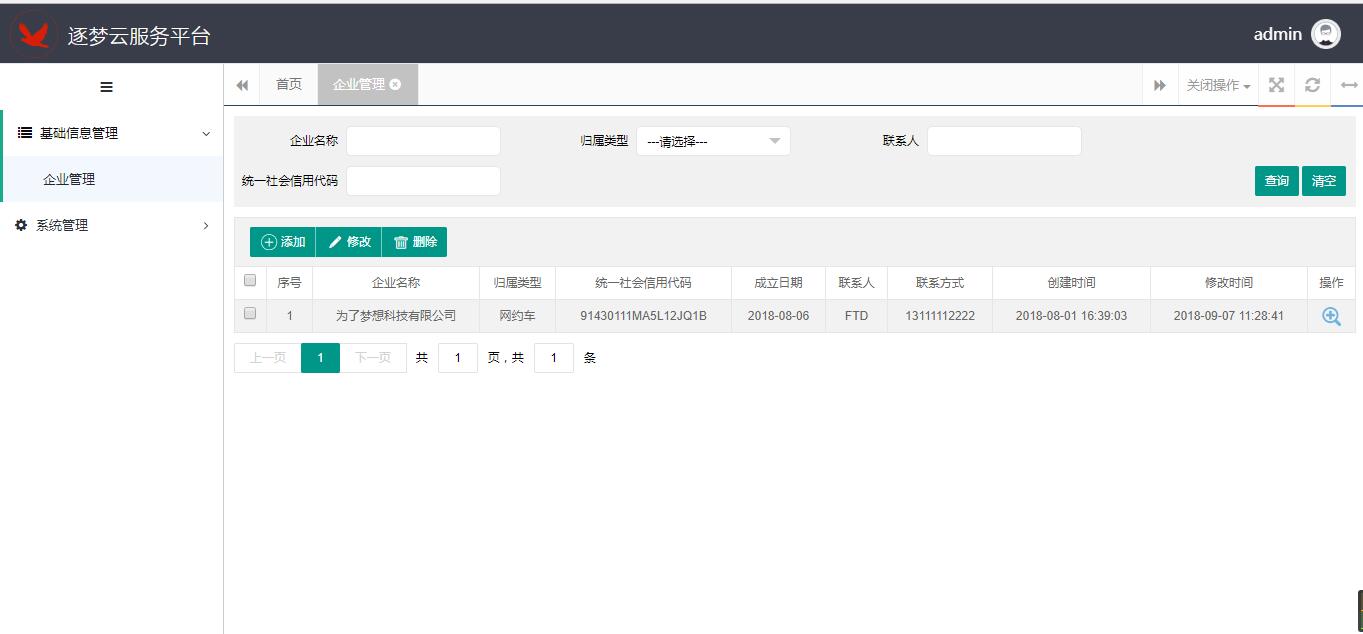 逐梦云服务平台 admin
首页 企业管理 关闭操作
基础信息管理
企业管理
系统管理
企业名称 归属类型 ---请选择--- 联系人
统一社会信用代码 查询 清空
添加 修改 删除
序号 企业名称 归属类型 统一社会信用代码 成立日期 联系人 联系方式 创建时间 修改时间 操作
1 为了梦想科技有限公司 网约车 91430111MA5L12JQ1B 2018-08-06 FTD 13111112222 2018-08-01 16:39:03 2018-09-07 11:28:41
上一页 1 下一页 共 1 页，共 1 条